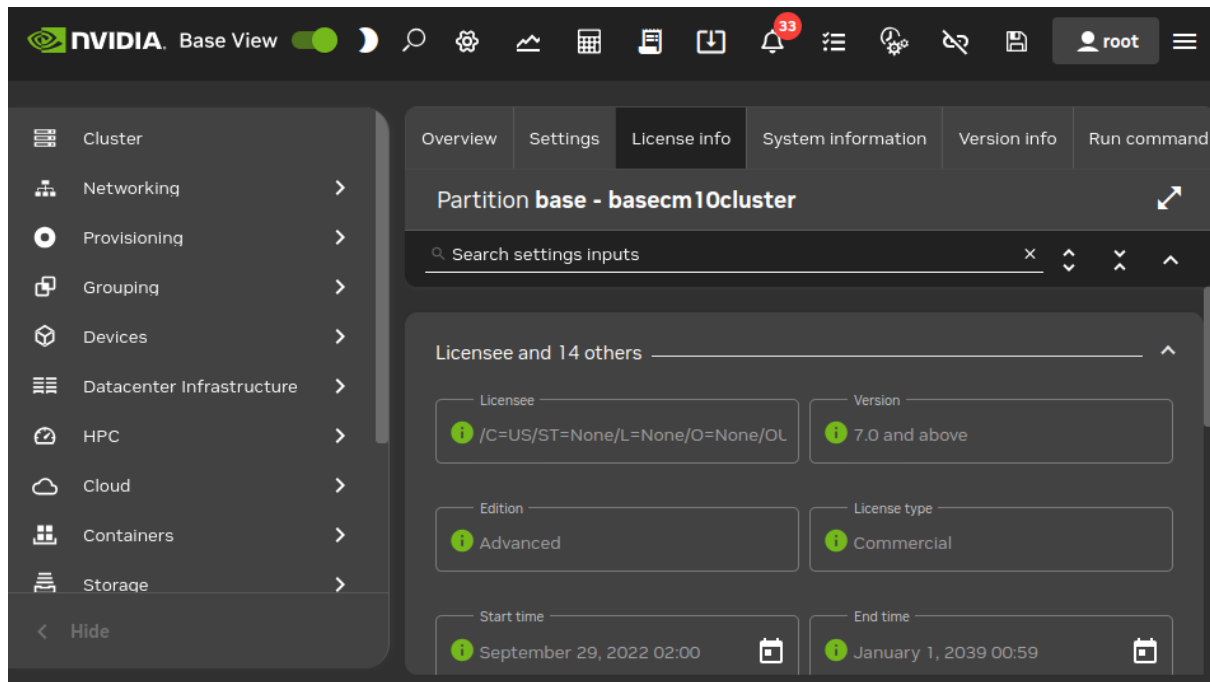 NVIDIA. Base View 33 root
Cluster
Networking
Provisioning
Grouping
Devices
Datacenter Infrastructure
HPC
Cloud
Containers
Storage
Hide
Overview Settings License info System information Version info Run command
Partition base - basecm10cluster
Search settings inputs
Licensee and 14 others
Licensee Version
/C=US/ST=None/L=None/O=None/OU 7.0 and above
Edition License type
Advanced Commercial
Start time End time
September 29, 2022 02:00 January 1, 2039 00:59